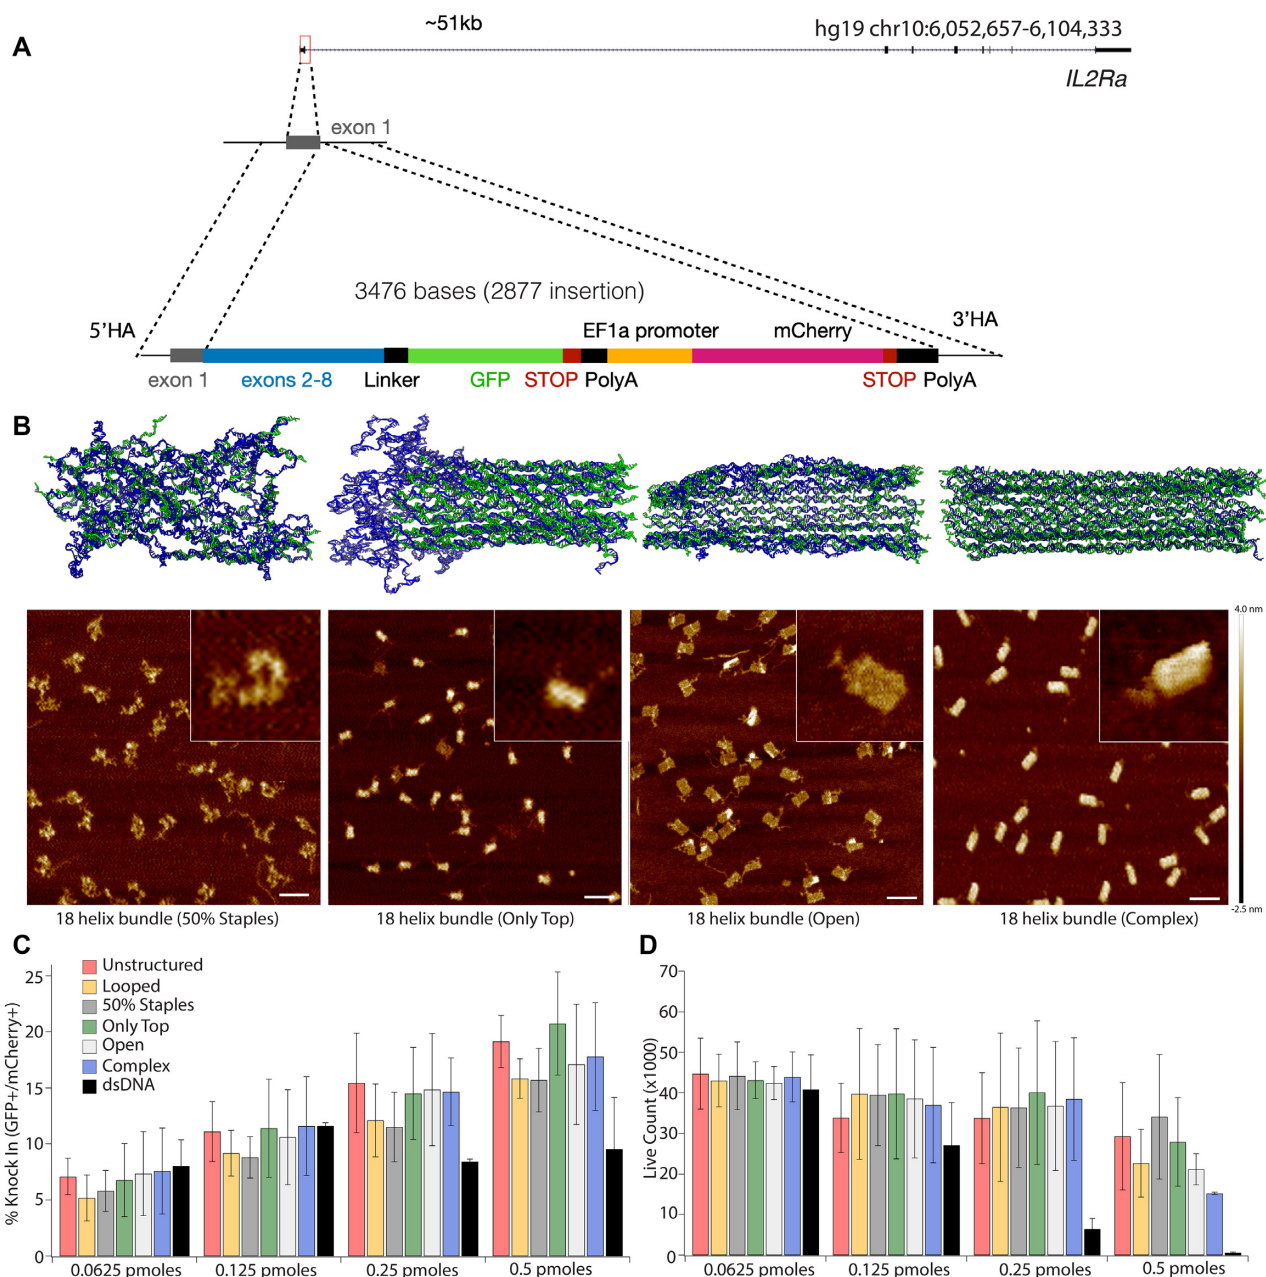 A
~51kb
hg19 chr10:6,052,657-6,104,333
IL2Ra
exon 1
3476 bases (2877 insertion)
5'HA
EF1a promoter
mCherry
3'HA
exon 1
exons 2-8
Linker
GFP
STOP
PolyA
STOP
PolyA
B
4.0 nm
-2.5 nm
18 helix bundle (50% Staples)
18 helix bundle (Only Top)
18 helix bundle (Open)
18 helix bundle (Complex)
C
% Knock In (GFP+/mCherry+)
25
20
15
10
5
0
Unstructured
Looped
50% Staples
Only Top
Open
Complex
dsDNA
0.0625 pmoles
0.125 pmoles
0.25 pmoles
0.5 pmoles
D
Live Count (x1000)
70
60
50
40
30
20
10
0
0.0625 pmoles
0.125 pmoles
0.25 pmoles
0.5 pmoles